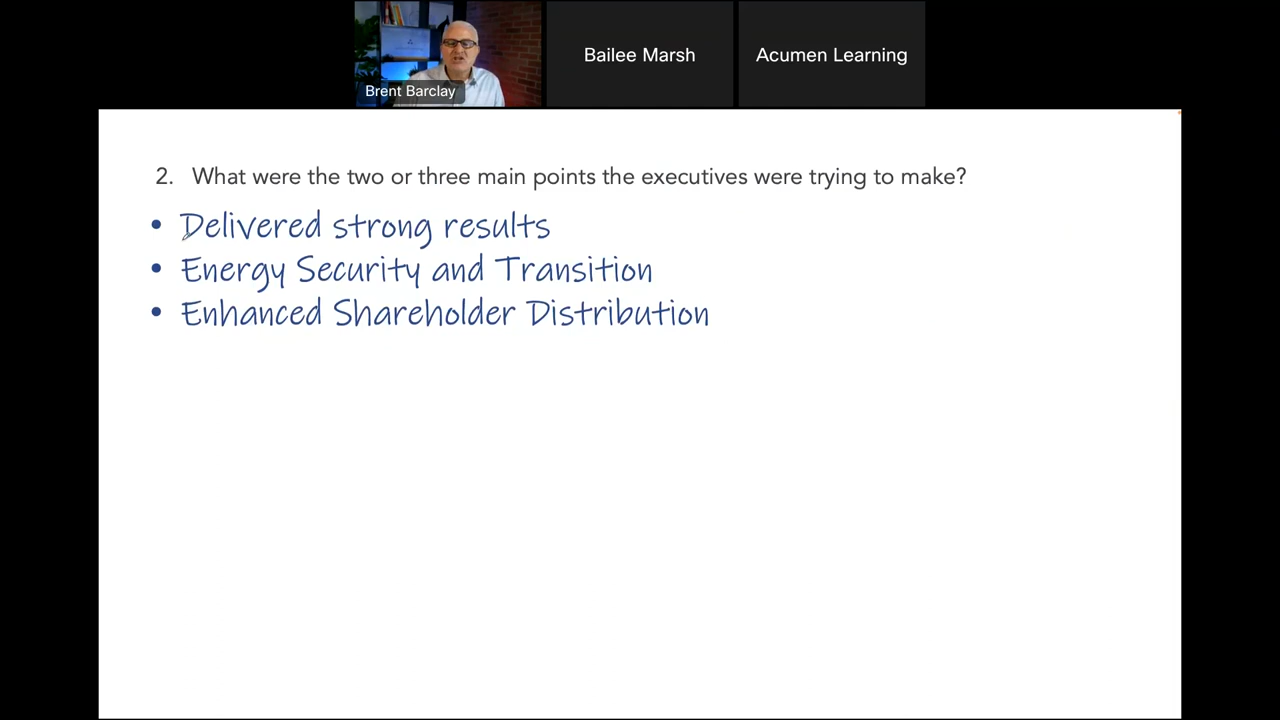 Brent Barclay
Bailee Marsh
Acumen Learning
2. What were the two or three main points the executives were trying to make?
• Delivered strong results
• Energy Security and Transition
• Enhanced Shareholder Distribution